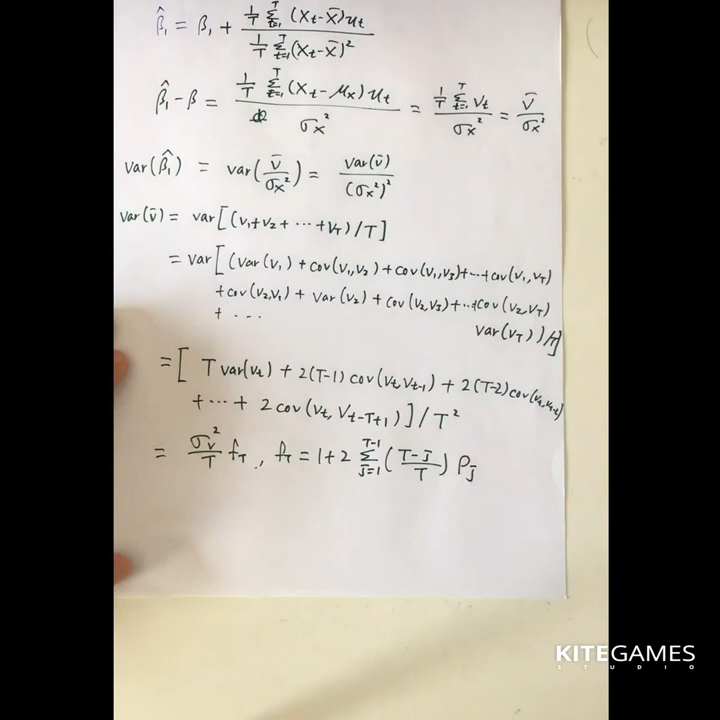 β̂₁ = β₁ + (1/T Σ_{t=1}^{T} (X_t - X̄)u_t) / (1/T Σ_{t=1}^{T} (X_t - X̄)²)
β̂₁ - β = (1/T Σ_{t=1}^{T} (X_t - μ_x)u_t) / σ_x² = (1/T Σ_{t=1}^{T} v_t) / σ_x² = v̄ / σ_x²
var(β̂₁) = var(v̄ / σ_x²) = var(v̄) / (σ_x²)²
var(v̄) = var[(v₁+v₂+···+v_T)/T]
= var[(var(v₁) + cov(v₁,v₂) + cov(v₁,v₃)+···+cov(v₁,v_T)
+cov(v₂,v₁) + var(v₂) + cov(v₂,v₃)+···+cov(v₂,v_T)
+ ··· var(v_T))/T]
= [T var(v_t) + 2(T-1) cov(v_t,v_{t-1}) + 2(T-2)cov(v_t,v_{t-2})
+···+ 2cov(v_t, v_{t-T+1})]/T²
= σ_v²/T f_T, f_T = 1+2 Σ_{j=1}^{T-1} ((T-j)/T) ρ_j
KITEGAMES
STUDIO